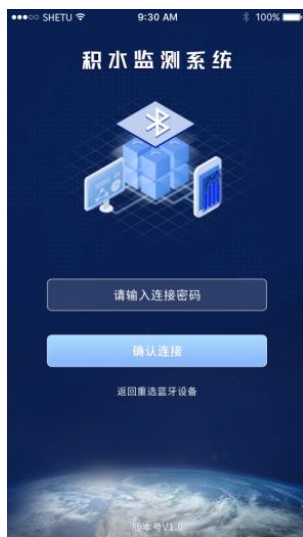 SHETU 9:30 AM 100%
积水监测系统
请输入连接密码
确认连接
返回重选蓝牙设备
版本号V1.0